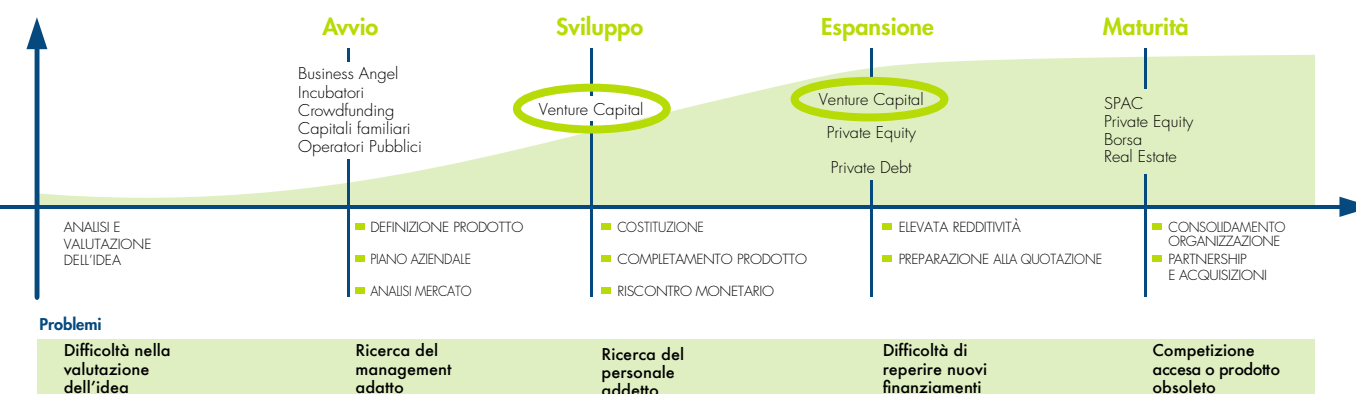 Avvio
Sviluppo
Espansione
Maturità
Business Angel
Incubatori
Crowdfunding
Capitali familiari
Operatori Pubblici
Venture Capital
Venture Capital
Private Equity
Private Debt
SPAC
Private Equity
Borsa
Real Estate
ANALISI E
VALUTAZIONE
DELL'IDEA
DEFINIZIONE PRODOTTO
PIANO AZIENDALE
ANALISI MERCATO
COSTITUZIONE
COMPLETAMENTO PRODOTTO
RISCONTRO MONETARIO
ELEVATA REDDITIVITÀ
PREPARAZIONE ALLA QUOTAZIONE
CONSOLIDAMENTO
ORGANIZZAZIONE
PARTNERSHIP
E ACQUISIZIONI
Problemi
Difficoltà nella
valutazione
dell'idea
Ricerca del
management
adatto
Ricerca del
personale
addetto
Difficoltà di
reperire nuovi
finanziamenti
Competizione
accesa o prodotto
obsoleto